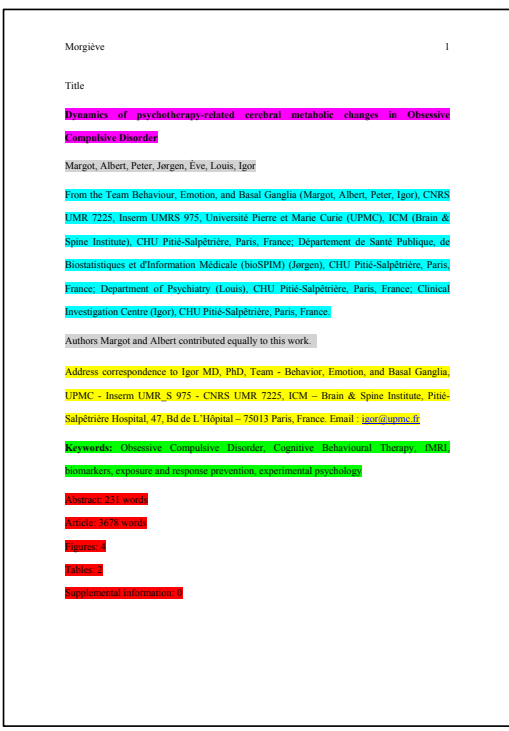 Morgiève 1
Title
Dynamics of psychotherapy-related cerebral metabolic changes in Obsessive
Compulsive Disorder
Margot, Albert, Peter, Jørgen, Ève, Louis, Igor
From the Team Behaviour, Emotion, and Basal Ganglia (Margot, Albert, Peter, Igor), CNRS
UMR 7225, Inserm UMRS 975, Université Pierre et Marie Curie (UPMC), ICM (Brain &
Spine Institute), CHU Pitié-Salpêtrière, Paris, France; Département de Santé Publique, de
Biostatistiques et d'Information Médicale (bioSPIM) (Jørgen), CHU Pitié-Salpêtrière, Paris,
France; Department of Psychiatry (Louis), CHU Pitié-Salpêtrière, Paris, France; Clinical
Investigation Centre (Igor), CHU Pitié-Salpêtrière, Paris, France.
Authors Margot and Albert contributed equally to this work.
Address correspondence to Igor MD, PhD, Team - Behavior, Emotion, and Basal Ganglia,
UPMC - Inserm UMR_S 975 - CNRS UMR 7225, ICM – Brain & Spine Institute, Pitié-
Salpêtrière Hospital, 47, Bd de L'Hôpital – 75013 Paris, France. Email : igor@upmc.fr
Keywords: Obsessive Compulsive Disorder, Cognitive Behavioural Therapy, fMRI,
biomarkers, exposure and response prevention, experimental psychology
Abstract: 231 words
Article: 3678 words
Figures: 4
Tables: 2
Supplemental information: 0